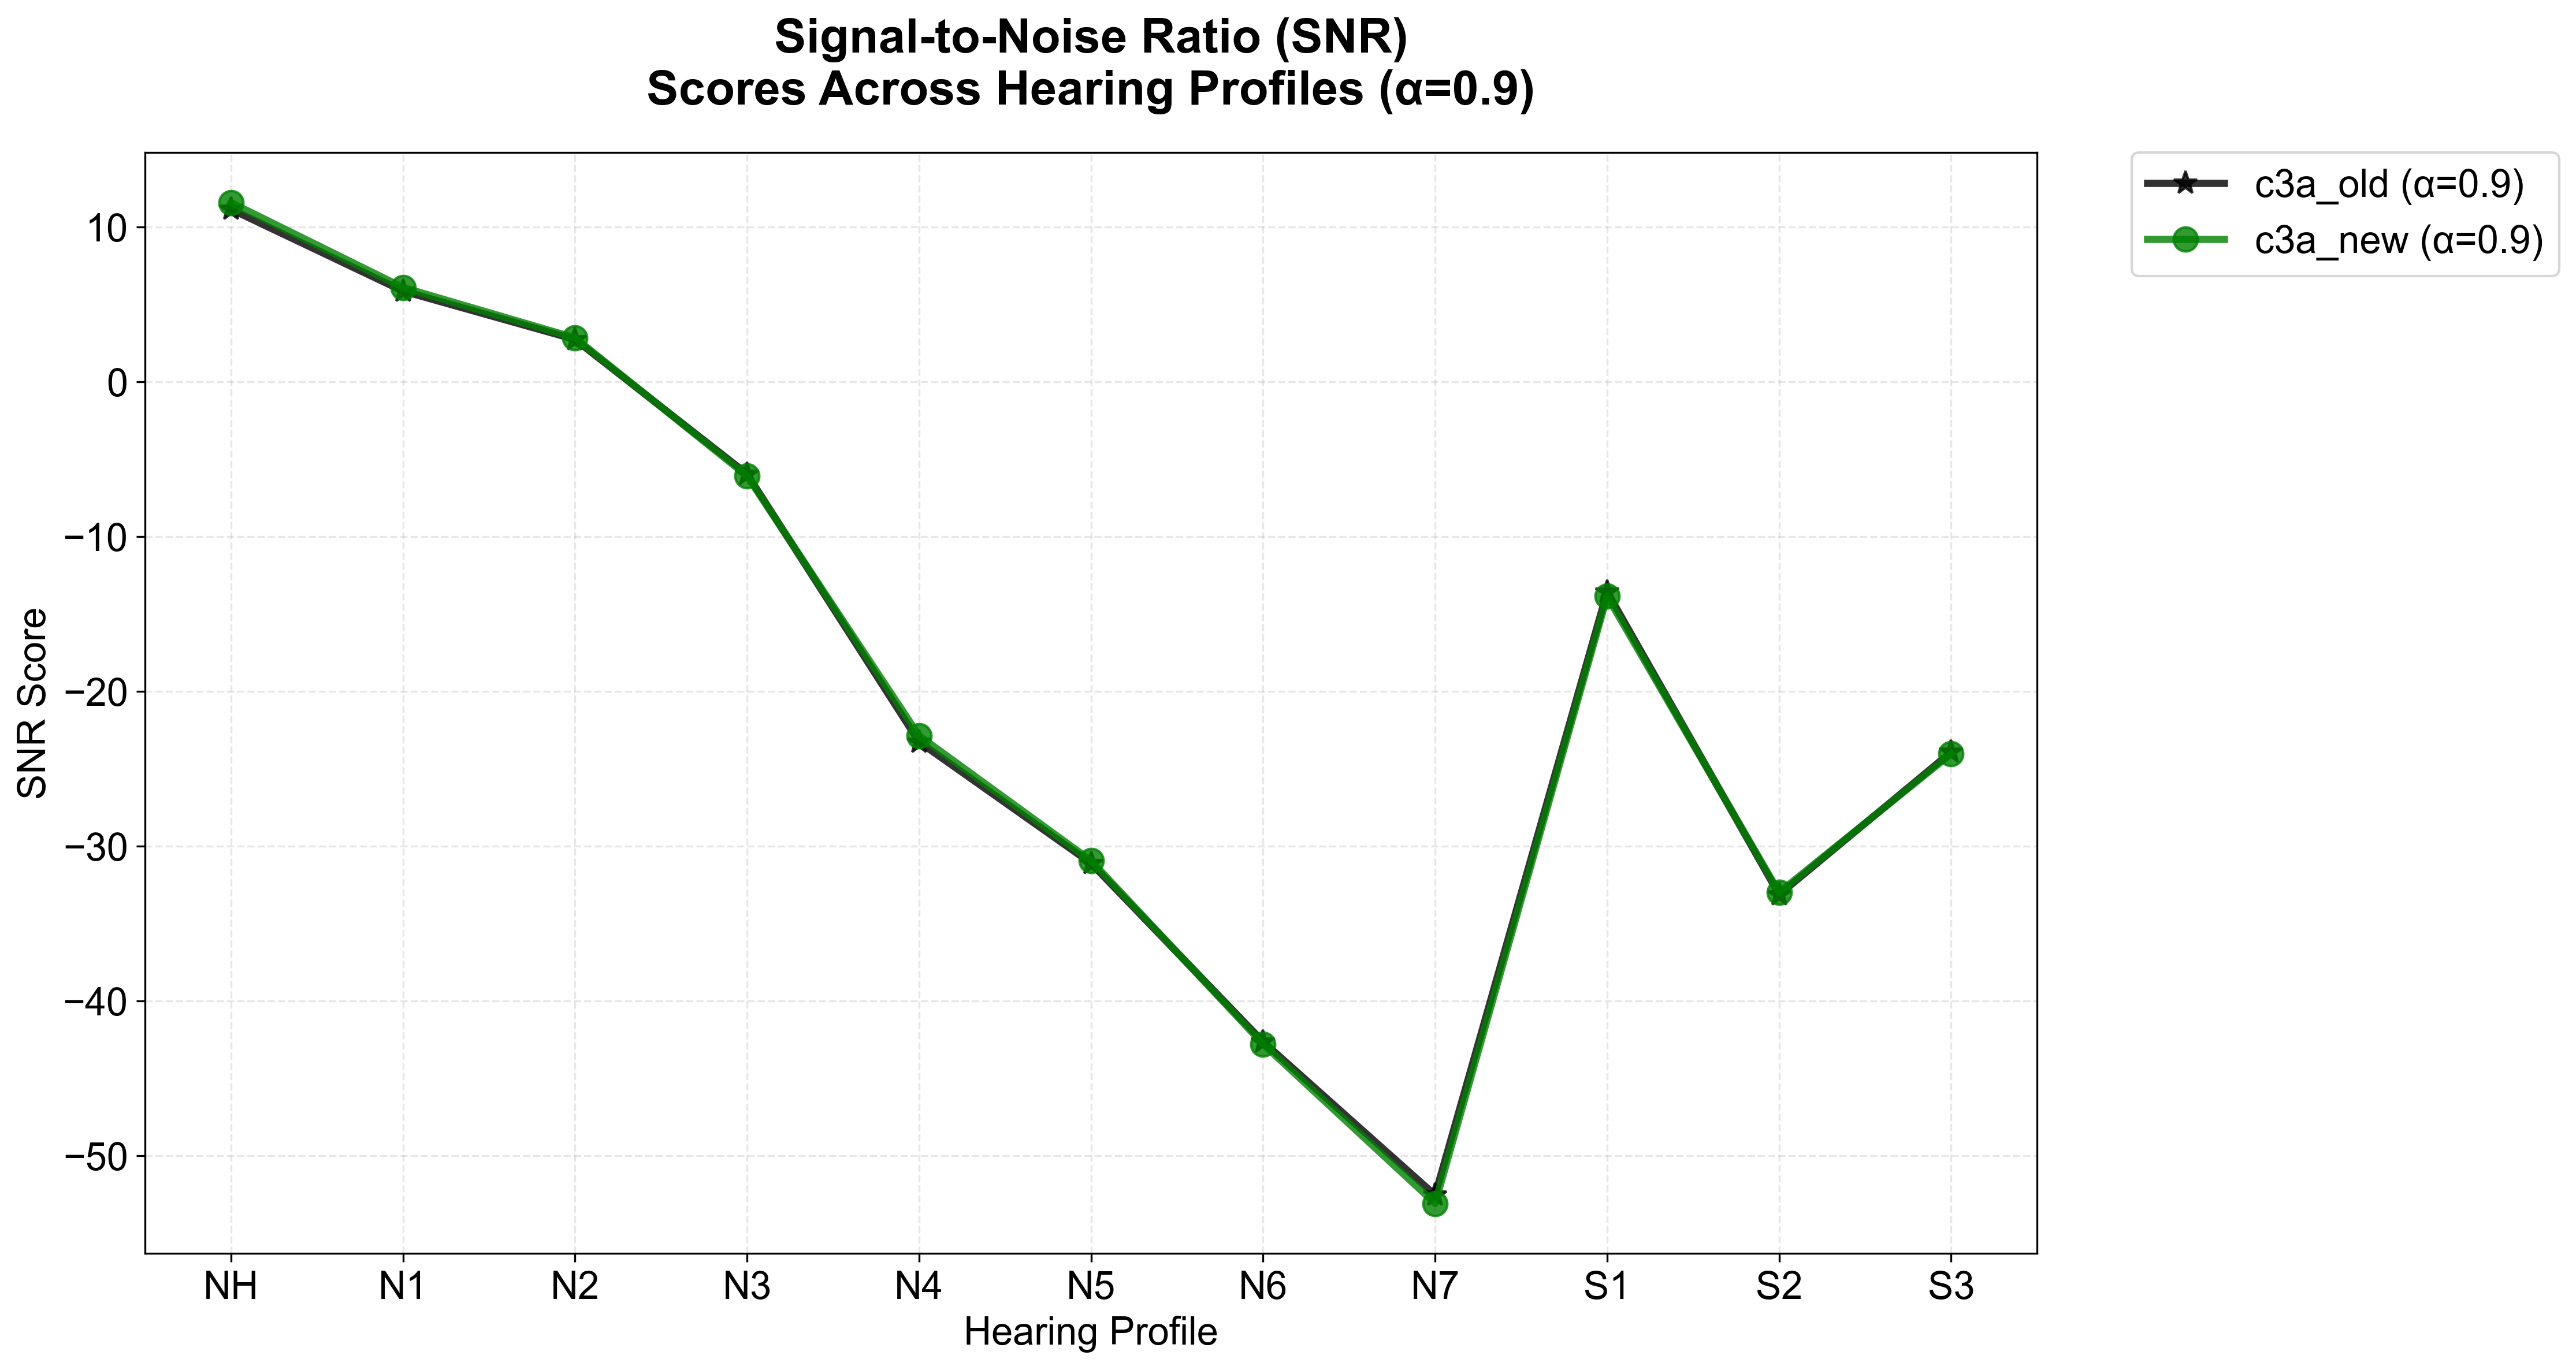 Signal-to-Noise Ratio (SNR)
Scores Across Hearing Profiles (α=0.9)
c3a_old (α=0.9)
c3a_new (α=0.9)
SNR Score
10
0
−10
−20
−30
−40
−50
NH N1 N2 N3 N4 N5 N6 N7 S1 S2 S3
Hearing Profile